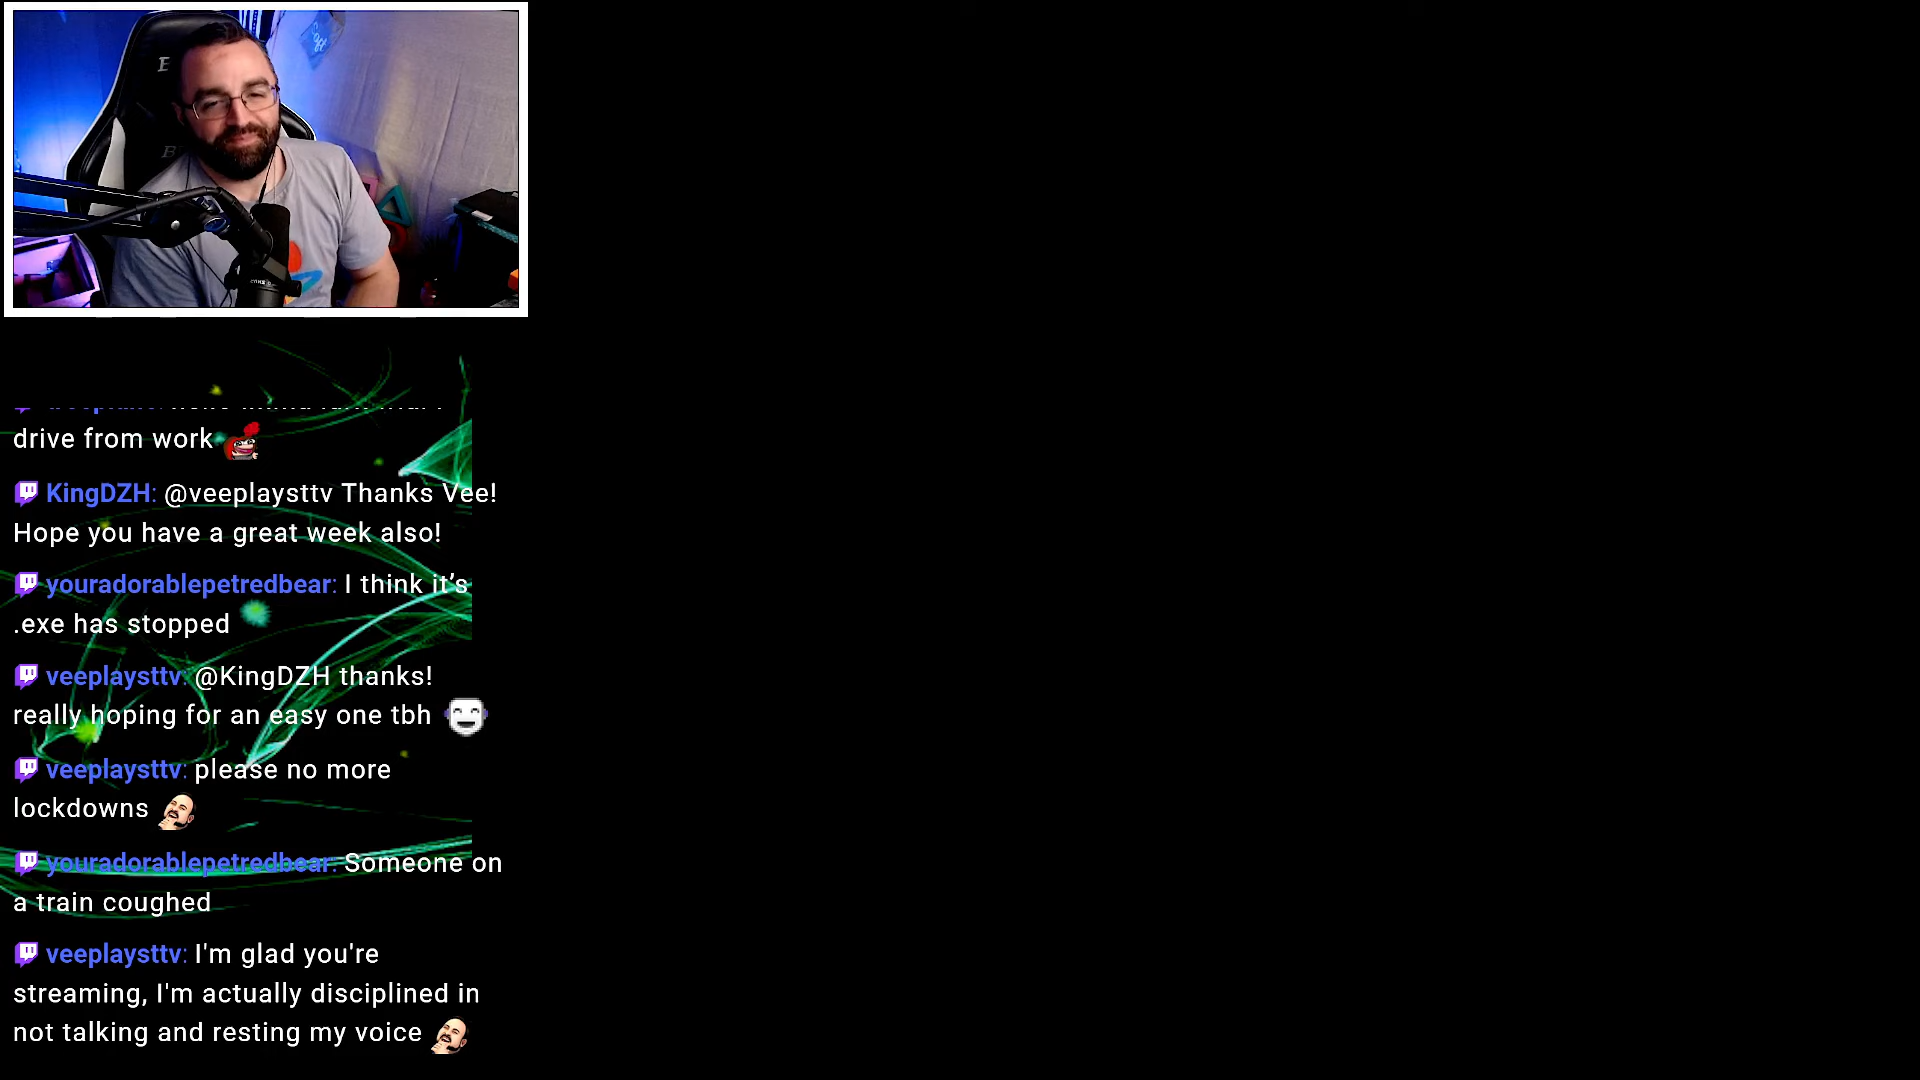 drive from work
KingDZH: @veeplaysttv Thanks Vee!
Hope you have a great week also!
youradorablepetredbear: I think it’s
.exe has stopped
veeplaysttv: @KingDZH thanks!
really hoping for an easy one tbh
veeplaysttv: please no more
lockdowns
youradorablepetredbear: Someone on
a train coughed
veeplaysttv: I'm glad you're
streaming, I'm actually disciplined in
not talking and resting my voice